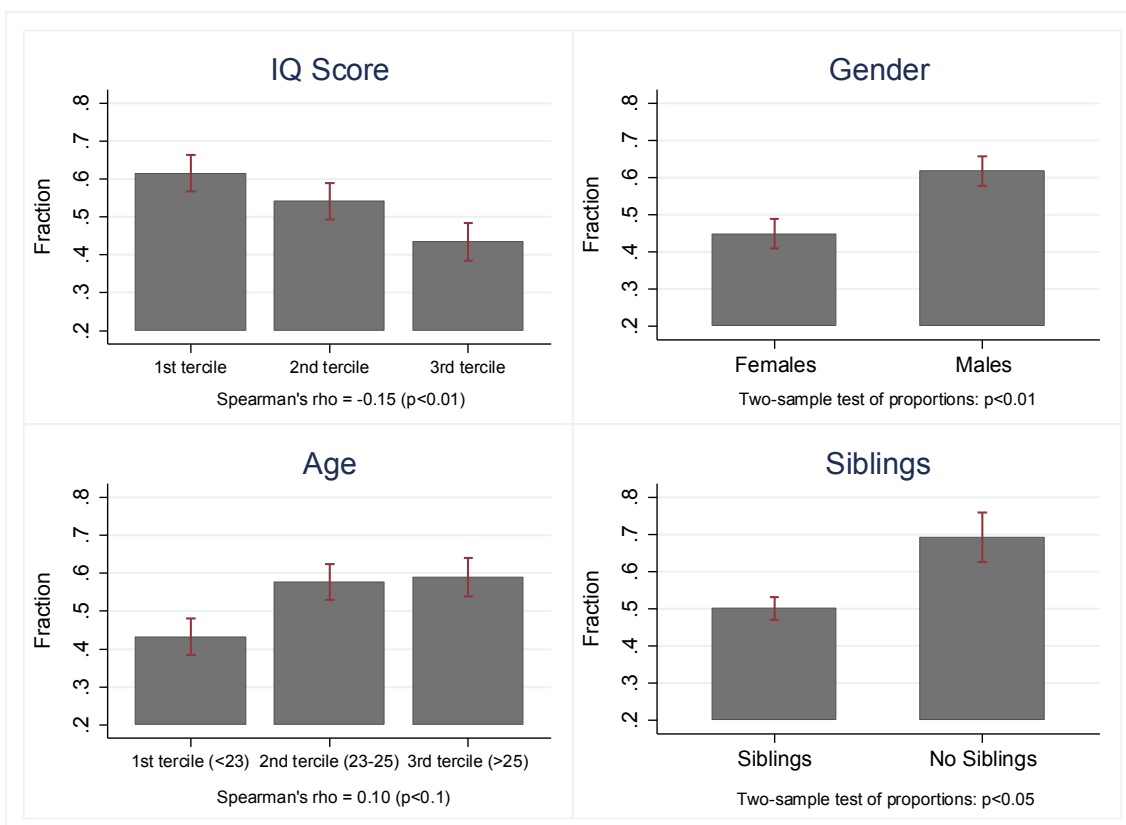 IQ Score
Fraction
.8
.7
.6
.5
.4
.3
.2
1st tercile 2nd tercile 3rd tercile
Spearman's rho = -0.15 (p<0.01)
Gender
Fraction
.8
.7
.6
.5
.4
.3
.2
Females Males
Two-sample test of proportions: p<0.01
Age
Fraction
.8
.7
.6
.5
.4
.3
.2
1st tercile (<23) 2nd tercile (23-25) 3rd tercile (>25)
Spearman's rho = 0.10 (p<0.1)
Siblings
Fraction
.8
.7
.6
.5
.4
.3
.2
Siblings No Siblings
Two-sample test of proportions: p<0.05